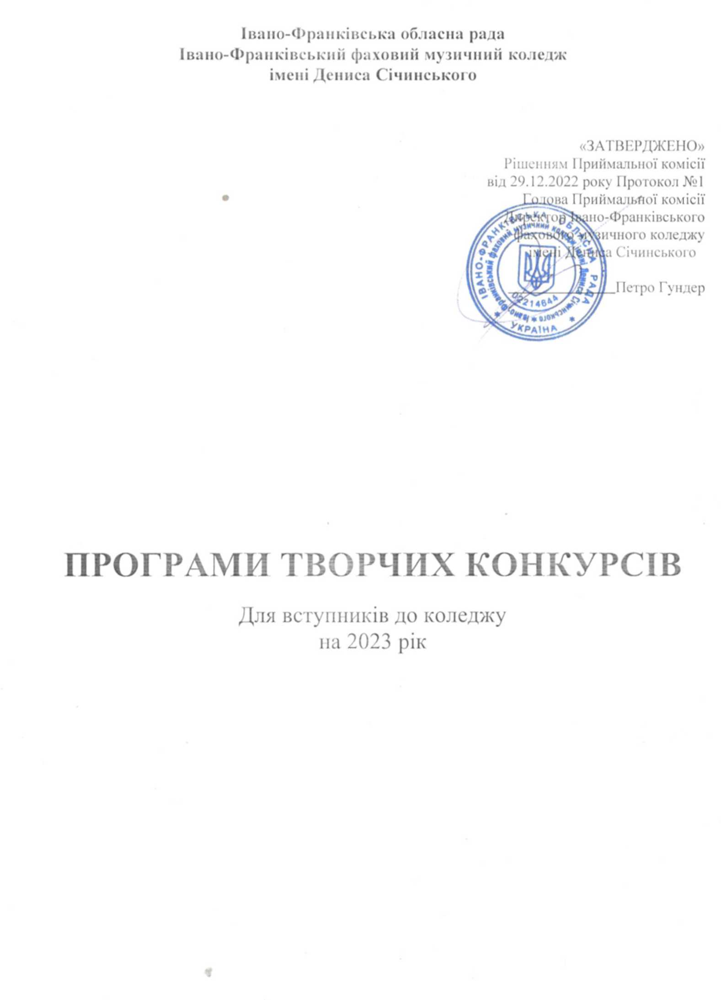 Івано-Франківська обласна рада
Івано-Франківський фаховий музичний коледж
імені Дениса Січинського
«ЗАТВЕРДЖЕНО»
Рішенням Приймальної комісії
від 29.12.2022 року Протокол №1
Голова Приймальної комісії
Директор Івано-Франківського
фахового музичного коледжу
імені Дениса Січинського
Петро Гундер
ІВАНО-ФРАНКІВСЬКА ОБЛАСНА РАДА
Івано-Франківський фаховий музичний коледж імені Дениса Січинського
02214644
УКРАЇНА
ПРОГРАМИ ТВОРЧИХ КОНКУРСІВ
Для вступників до коледжу
на 2023 рік